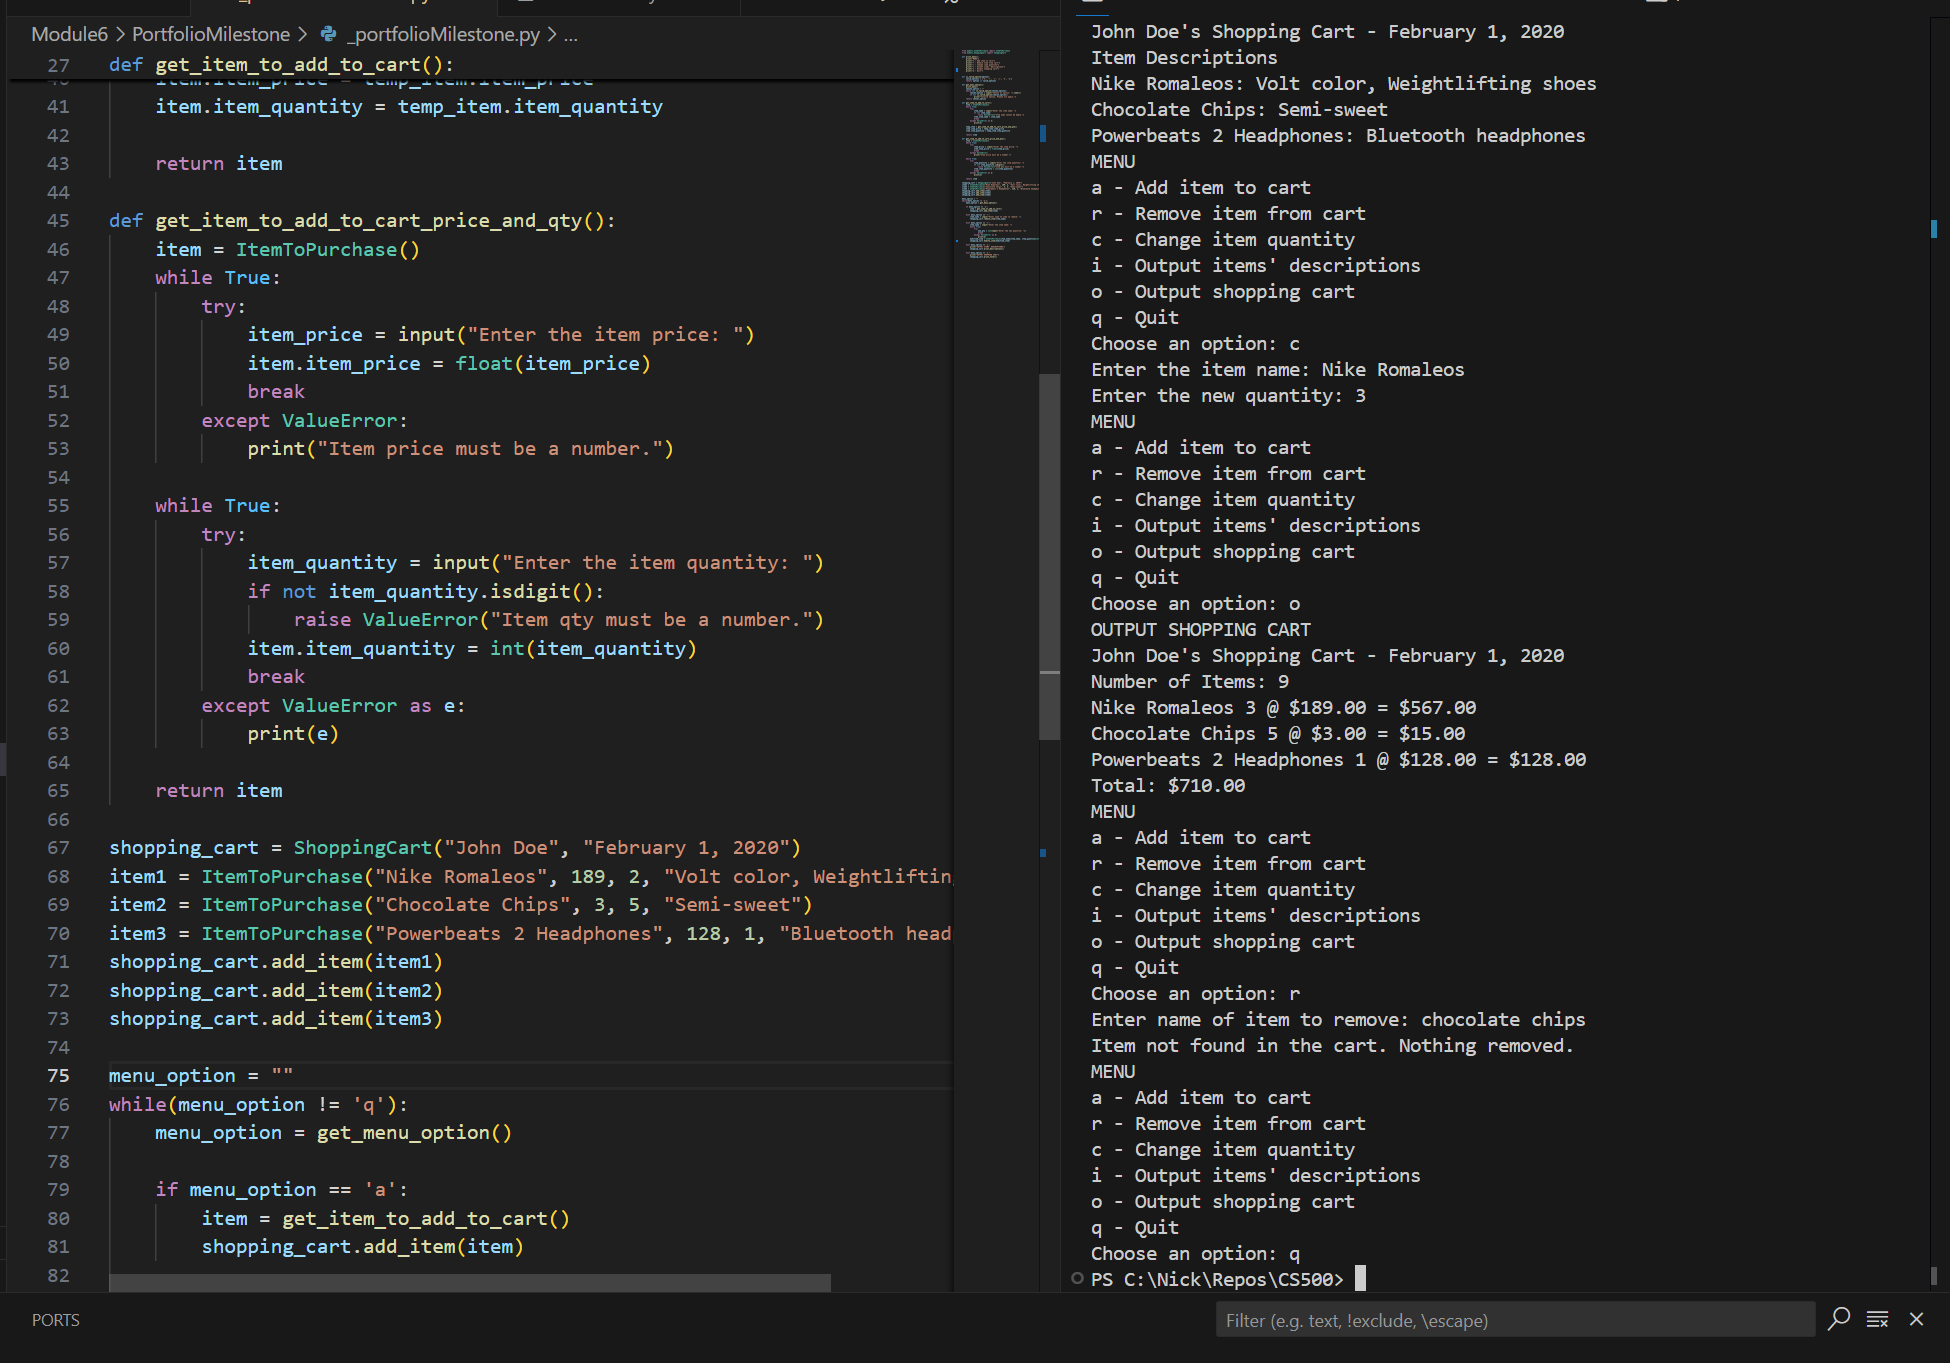 Module6 > PortfolioMilestone > _portfolioMilestone.py > ...
27 def get_item_to_add_to_cart():
41 item.item_quantity = temp_item.item_quantity
42
43 return item
44
45 def get_item_to_add_to_cart_price_and_qty():
46 item = ItemToPurchase()
47 while True:
48 try:
49 item_price = input("Enter the item price: ")
50 item.item_price = float(item_price)
51 break
52 except ValueError:
53 print("Item price must be a number.")
54
55 while True:
56 try:
57 item_quantity = input("Enter the item quantity: ")
58 if not item_quantity.isdigit():
59 raise ValueError("Item qty must be a number.")
60 item.item_quantity = int(item_quantity)
61 break
62 except ValueError as e:
63 print(e)
64
65 return item
66
67 shopping_cart = ShoppingCart("John Doe", "February 1, 2020")
68 item1 = ItemToPurchase("Nike Romaleos", 189, 2, "Volt color, Weightliftin
69 item2 = ItemToPurchase("Chocolate Chips", 3, 5, "Semi-sweet")
70 item3 = ItemToPurchase("Powerbeats 2 Headphones", 128, 1, "Bluetooth head
71 shopping_cart.add_item(item1)
72 shopping_cart.add_item(item2)
73 shopping_cart.add_item(item3)
74
75 menu_option = ""
76 while(menu_option != 'q'):
77 menu_option = get_menu_option()
78
79 if menu_option == 'a':
80 item = get_item_to_add_to_cart()
81 shopping_cart.add_item(item)
82
John Doe's Shopping Cart - February 1, 2020
Item Descriptions
Nike Romaleos: Volt color, Weightlifting shoes
Chocolate Chips: Semi-sweet
Powerbeats 2 Headphones: Bluetooth headphones
MENU
a - Add item to cart
r - Remove item from cart
c - Change item quantity
i - Output items' descriptions
o - Output shopping cart
q - Quit
Choose an option: c
Enter the item name: Nike Romaleos
Enter the new quantity: 3
MENU
a - Add item to cart
r - Remove item from cart
c - Change item quantity
i - Output items' descriptions
o - Output shopping cart
q - Quit
Choose an option: o
OUTPUT SHOPPING CART
John Doe's Shopping Cart - February 1, 2020
Number of Items: 9
Nike Romaleos 3 @ $189.00 = $567.00
Chocolate Chips 5 @ $3.00 = $15.00
Powerbeats 2 Headphones 1 @ $128.00 = $128.00
Total: $710.00
MENU
a - Add item to cart
r - Remove item from cart
c - Change item quantity
i - Output items' descriptions
o - Output shopping cart
q - Quit
Choose an option: r
Enter name of item to remove: chocolate chips
Item not found in the cart. Nothing removed.
MENU
a - Add item to cart
r - Remove item from cart
c - Change item quantity
i - Output items' descriptions
o - Output shopping cart
q - Quit
Choose an option: q
PS C:\Nick\Repos\CS500>
PORTS
Filter (e.g. text, !exclude, \escape)